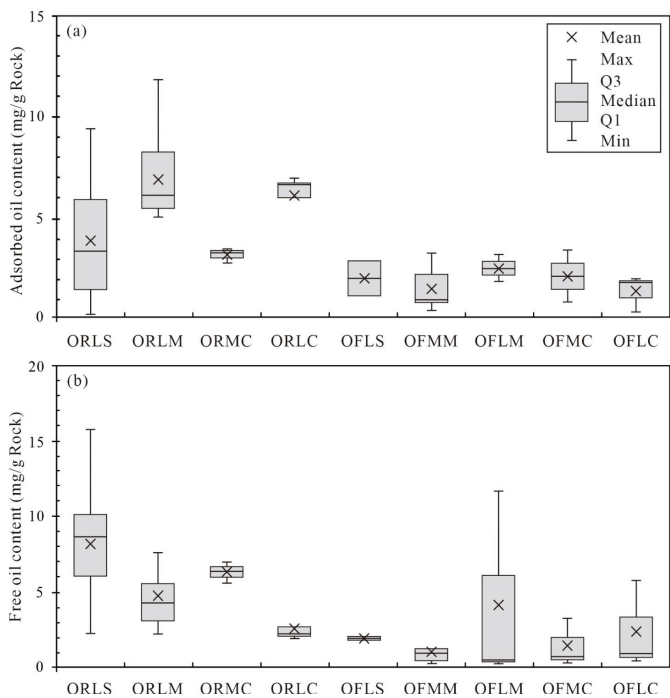 15
(a)
Mean
Max
Q3
Median
Q1
Min
10
5
0
Adsorbed oil content (mg/g Rock)
ORLS ORLM ORMC ORLC OFLS OFMM OFLM OFMC OFLC
20
(b)
15
10
5
0
Free oil content (mg/g Rock)
ORLS ORLM ORMC ORLC OFLS OFMM OFLM OFMC OFLC